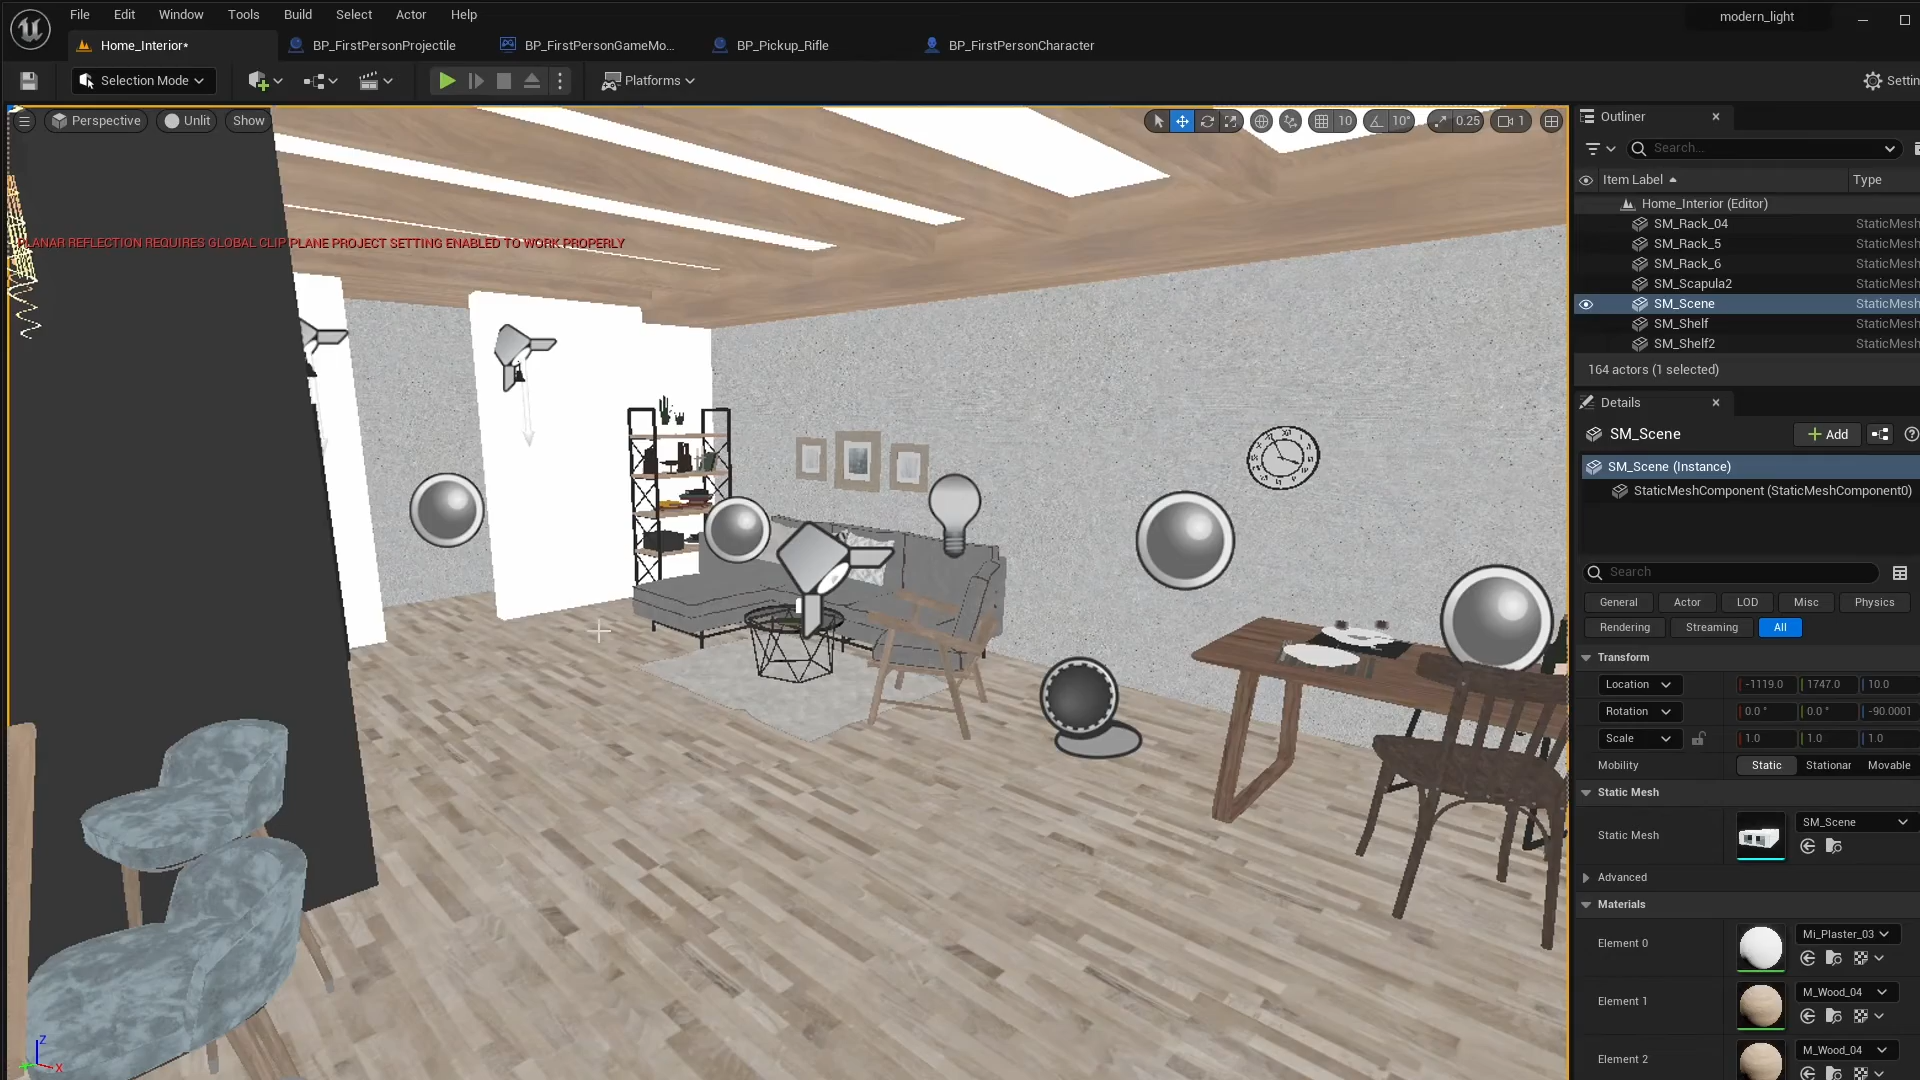 File Edit Window Tools Build Select Actor Help
modern_light
Home_Interior*
BP_FirstPersonProjectile
BP_FirstPersonGameMo...
BP_Pickup_Rifle
BP_FirstPersonCharacter
Selection Mode
Platforms
Settin
Perspective
Unlit
Show
10
10°
0.25
1
PLANAR REFLECTION REQUIRES GLOBAL CLIP PLANE PROJECT SETTING ENABLED TO WORK PROPERLY
Z
X
Outliner
Search...
Item Label Type
Home_Interior (Editor)
SM_Rack_04 StaticMesh
SM_Rack_5 StaticMesh
SM_Rack_6 StaticMesh
SM_Scapula2 StaticMesh
SM_Scene StaticMesh
SM_Shelf StaticMesh
SM_Shelf2 StaticMesh
164 actors (1 selected)
Details
SM_Scene
Add
SM_Scene (Instance)
StaticMeshComponent (StaticMeshComponent0)
Search
General Actor LOD Misc Physics
Rendering Streaming All
Transform
Location -1119.0 1747.0 10.0
Rotation 0.0 ° 0.0 ° -90.0001
Scale 1.0 1.0 1.0
Mobility Static Stationar Movable
Static Mesh
Static Mesh SM_Scene
Advanced
Materials
Element 0 Mi_Plaster_03
Element 1 M_Wood_04
Element 2 M_Wood_04